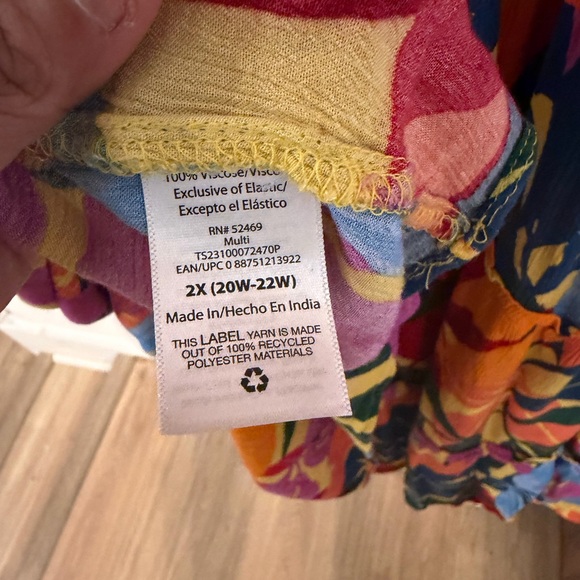 100% Viscose/Visco
Exclusive of Elastic/
Excepto el Elástico
RN# 52469
Multi
TS23100072470P
EAN/UPC 0 88751213922
2X (20W-22W)
Made In/Hecho En India
THIS LABEL YARN IS MADE
OUT OF 100% RECYCLED
POLYESTER MATERIALS